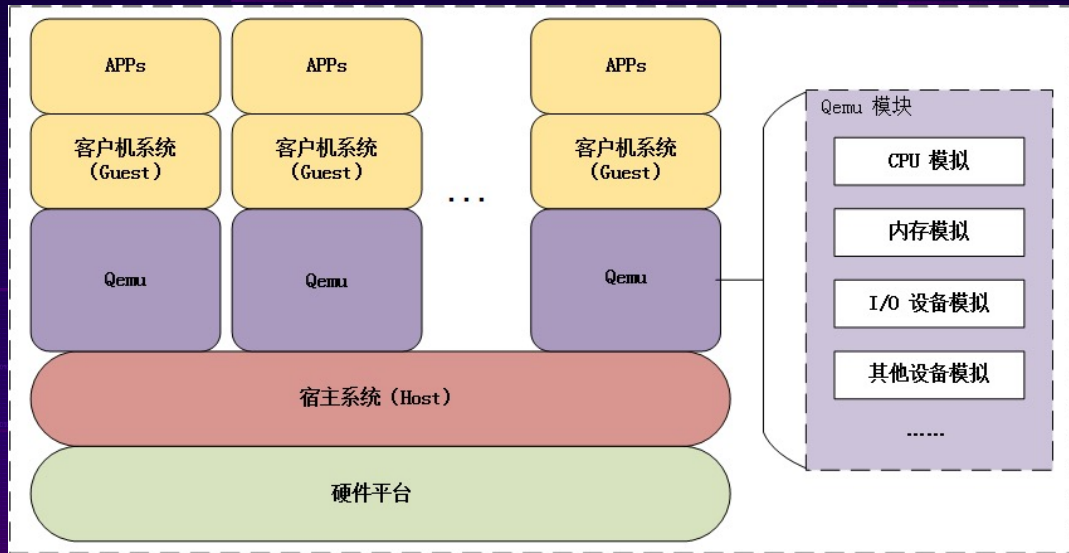 APPs
APPs
APPs
客户机系统
(Guest)
客户机系统
(Guest)
客户机系统
(Guest)
...
Qemu
Qemu
Qemu
宿主系统 (Host)
硬件平台
Qemu 模块
CPU 模拟
内存模拟
I/O 设备模拟
其他设备模拟
......